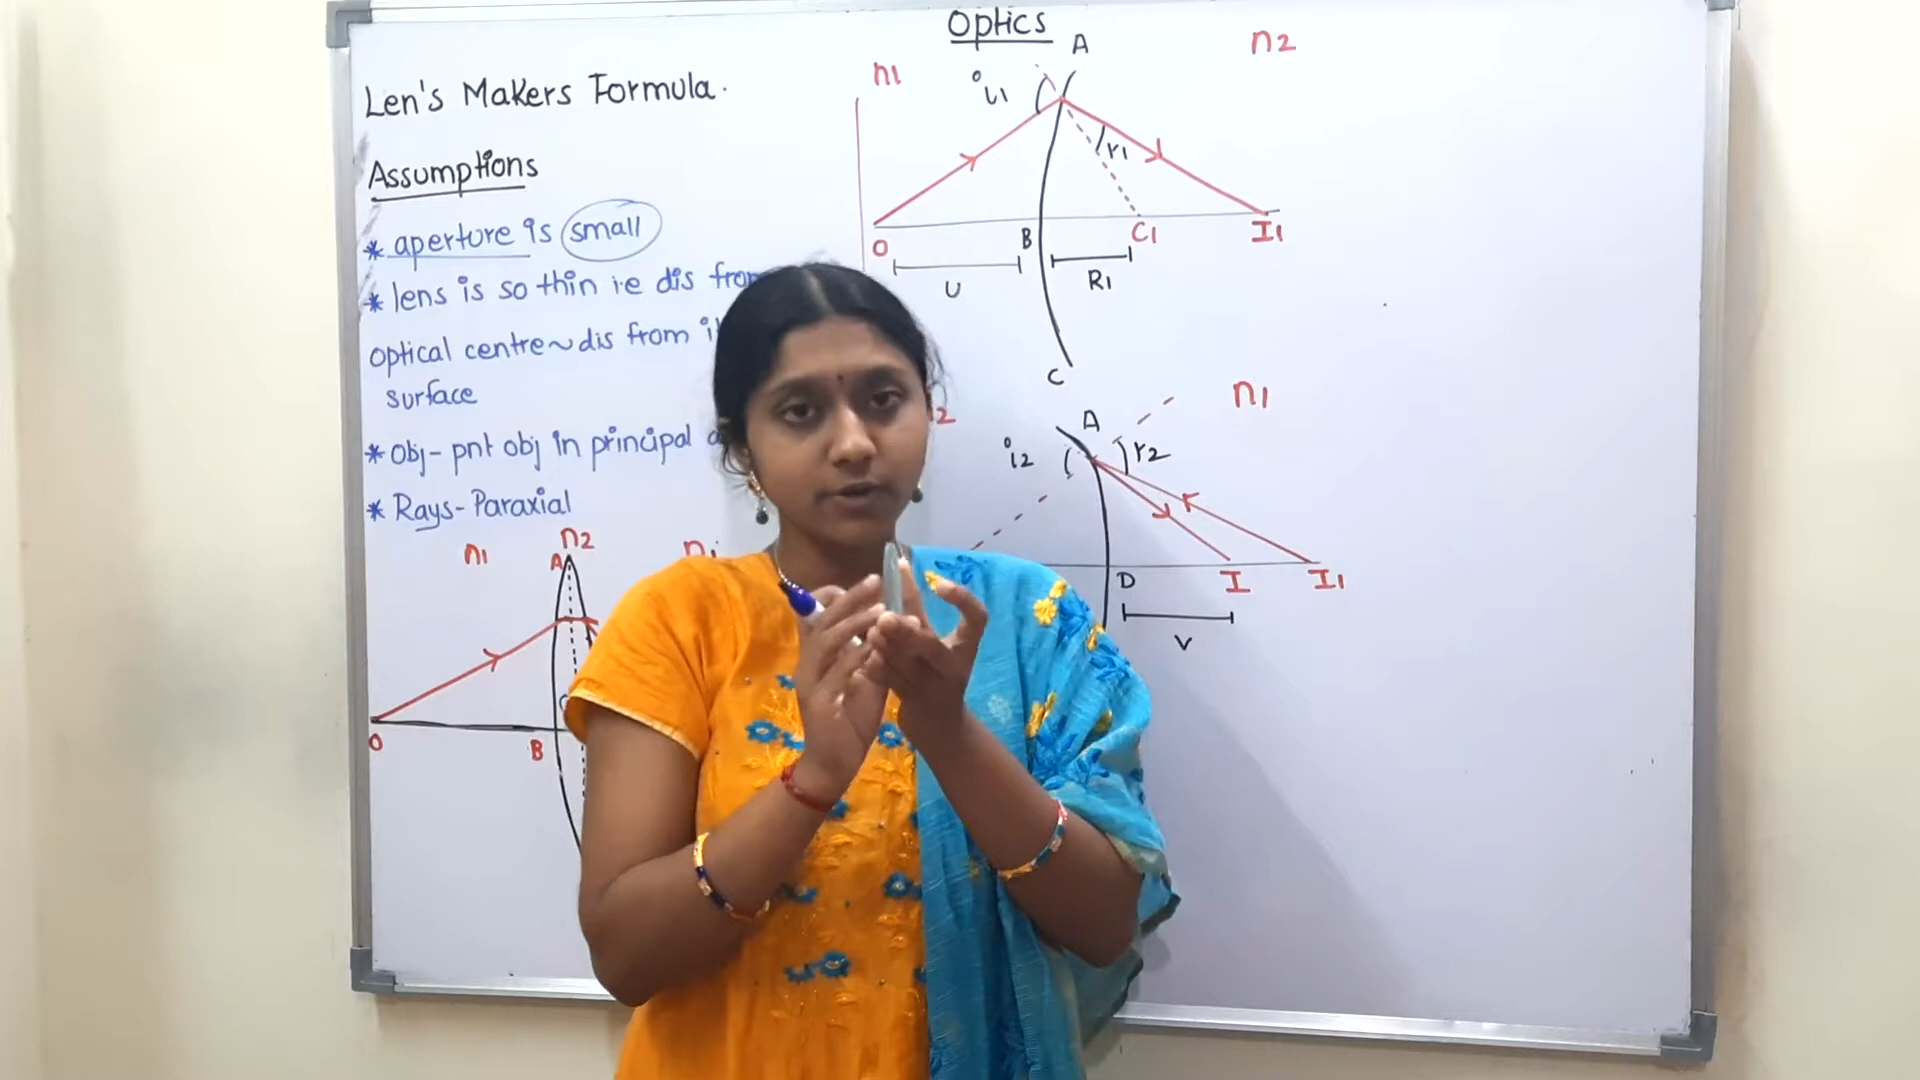 Optics
Len's Makers Formula.
Assumptions
* aperture is small
* lens is so thin i.e dis from
optical centre ~ dis from
surface
* Obj - pnt obj in principal
* Rays - Paraxial
n1
n2
A
O
B
n1
n2
A
i1
r1
O
B
C1
I1
U
R1
C
2
n1
A
i2
r2
D
I
I1
V